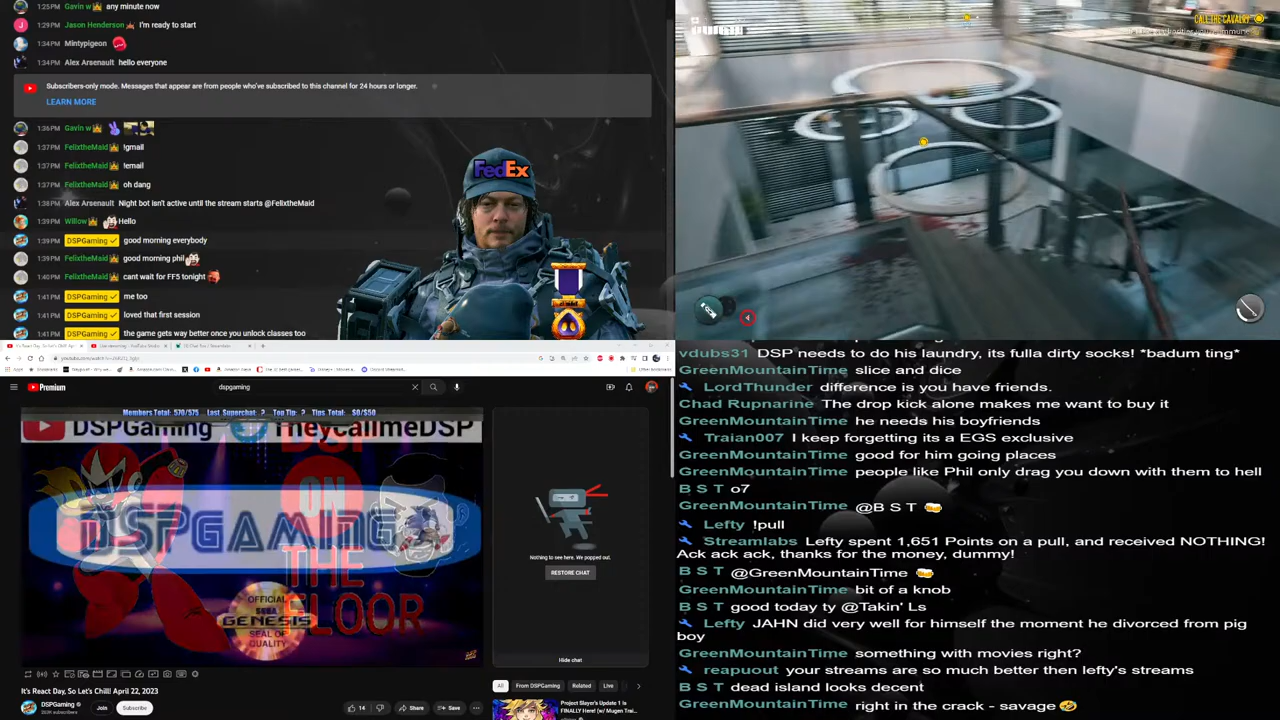 1:25PM Gavin w any minute now
1:29PM Jason Henderson I'm ready to start
1:34PM Mintypigeon
1:34PM Alex Arsenault hello everyone
Subscribers-only mode. Messages that appear are from people who've subscribed to this channel for 24 hours or longer.
LEARN MORE
1:36PM Gavin w
1:37PM FelixtheMaid !gmail
1:37PM FelixtheMaid !email
1:37PM FelixtheMaid oh dang
1:38PM Alex Arsenault Night bot isn't active until the stream starts @FelixtheMaid
1:39PM Willow Hello
1:39PM DSPGaming good morning everybody
1:39PM FelixtheMaid good morning phil
1:40PM FelixtheMaid cant wait for FF5 tonight
1:41PM DSPGaming me too
1:41PM DSPGaming loved that first session
1:41PM DSPGaming the game gets way better once you unlock classes too
FedEx
CALL THE CAVALRY
Premium
dspgaming
Members Total: 570/575 Last Superchat: ? Top Tip: ? Tips Total: $0/$50
DSPGaming TheyCallmeDSP
DSP
ON
THE
FLOOR
DSPGAMING
OFFICIAL
SEGA
GENESIS
SEAL OF
QUALITY
Nothing to see here. We popped out.
RESTORE CHAT
Hide chat
It's React Day, So Let's Chill! April 22, 2023
DSPGaming
Join
Subscribe
14
Share
Save
All
From DSPGaming
Related
Live
Project Slayer's Update 1 is
FINALLY Here! (w/ Mugen Trai...
vdubs31 DSP needs to do his laundry, its fulla dirty socks! *badum ting*
GreenMountainTime slice and dice
LordThunder difference is you have friends.
Chad Rupnarine The drop kick alone makes me want to buy it
GreenMountainTime he needs his boyfriends
Traian007 I keep forgetting its a EGS exclusive
GreenMountainTime good for him going places
GreenMountainTime people like Phil only drag you down with them to hell
B S T o7
GreenMountainTime @B S T
Lefty !pull
Streamlabs Lefty spent 1,651 Points on a pull, and received NOTHING!
Ack ack ack, thanks for the money, dummy!
B S T @GreenMountainTime
GreenMountainTime bit of a knob
B S T good today ty @Takin' Ls
Lefty JAHN did very well for himself the moment he divorced from pig
boy
GreenMountainTime something with movies right?
reapuout your streams are so much better then lefty's streams
B S T dead island looks decent
GreenMountainTime right in the crack - savage